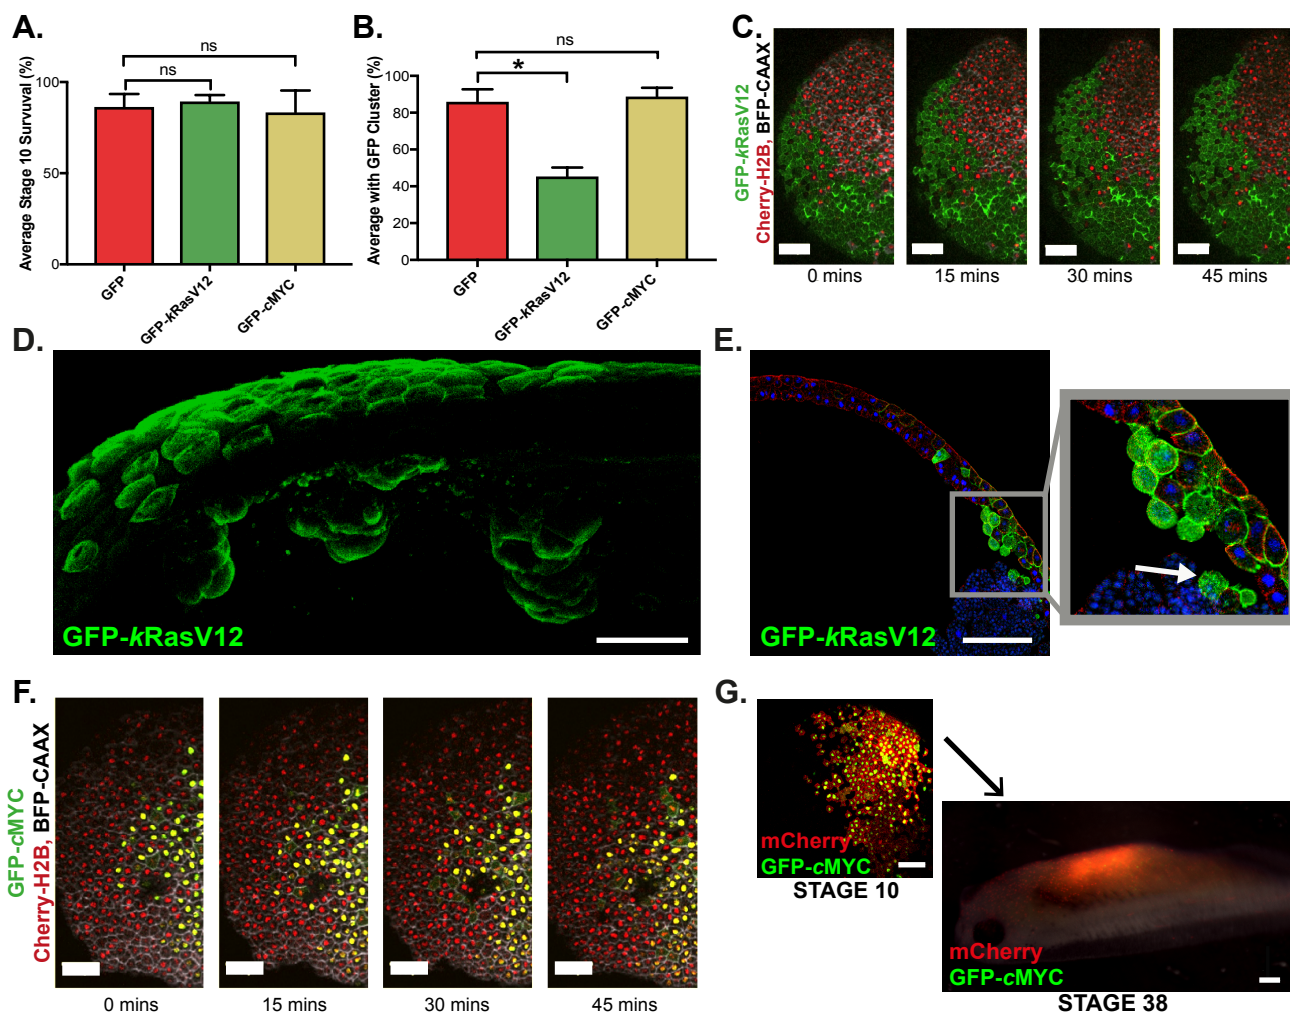 A.
Average Stage 10 Survuval (%)
100
50
0
ns
ns
GFP
GFP-kRasV12
GFP-cMYC
B.
Average with GFP Cluster (%)
100
80
60
40
20
0
ns
*
GFP
GFP-kRasV12
GFP-cMYC
C.
GFP-kRasV12
Cherry-H2B, BFP-CAAX
0 mins
15 mins
30 mins
45 mins
D.
GFP-kRasV12
E.
GFP-kRasV12
F.
GFP-cMYC
Cherry-H2B, BFP-CAAX
0 mins
15 mins
30 mins
45 mins
G.
mCherry
GFP-cMYC
STAGE 10
mCherry
GFP-cMYC
STAGE 38